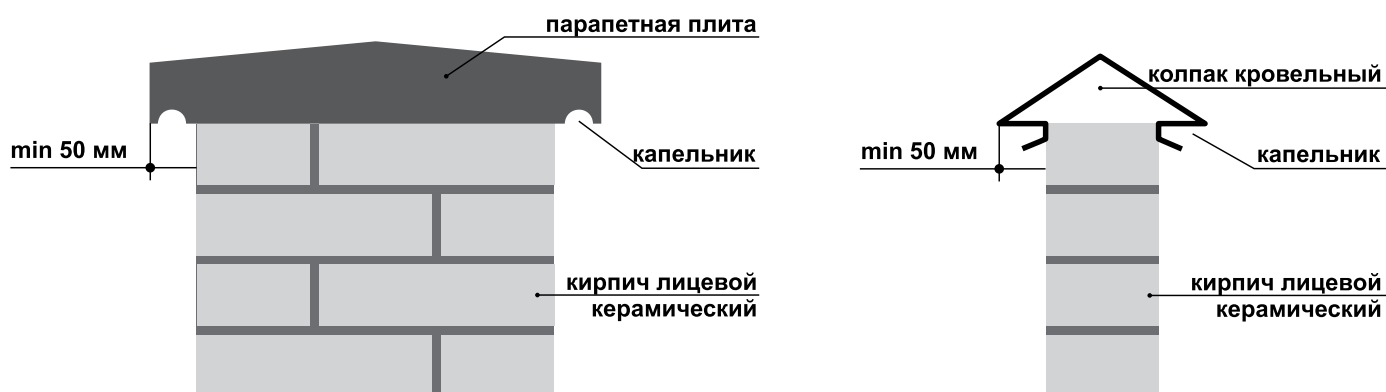 парапетная плита
min 50 мм
капельник
кирпич лицевой
керамический
колпак кровельный
min 50 мм
капельник
кирпич лицевой
керамический